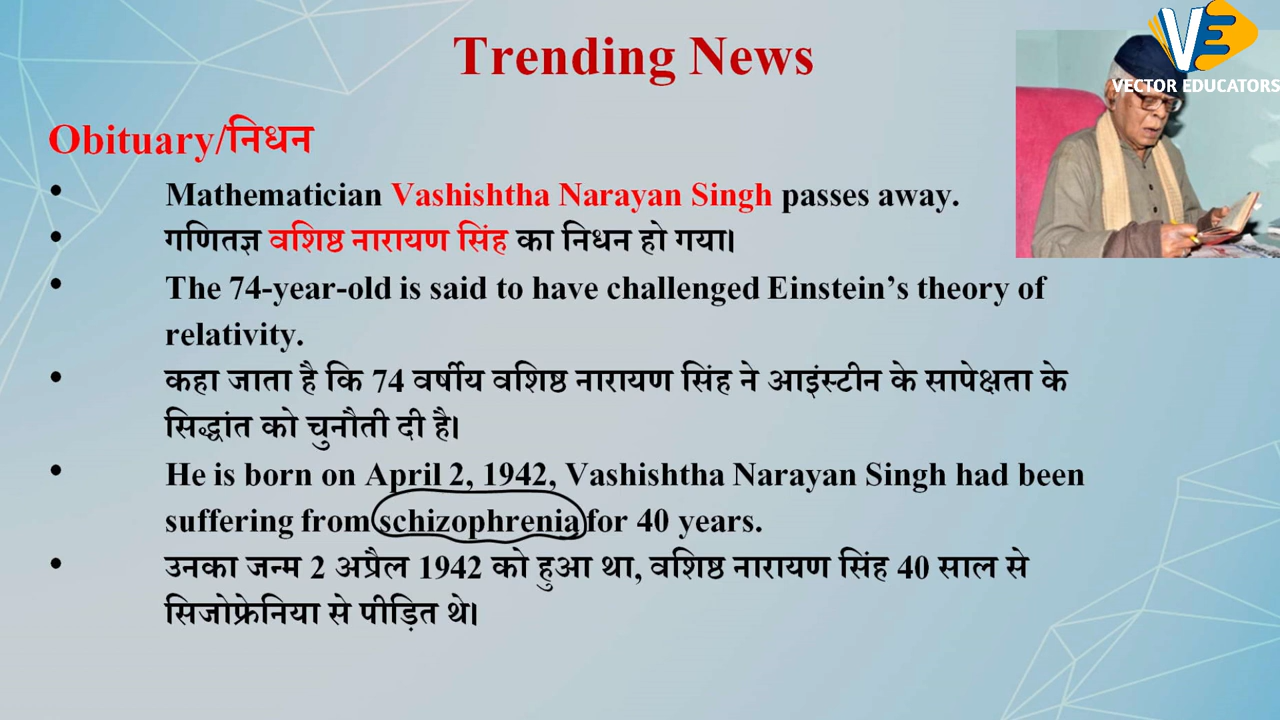 Trending News
VE
VECTOR EDUCATORS
Obituary/निधन
• Mathematician Vashishtha Narayan Singh passes away.
• गणितज्ञ वशिष्ठ नारायण सिंह का निधन हो गया।
• The 74-year-old is said to have challenged Einstein’s theory of
relativity.
• कहा जाता है कि 74 वर्षीय वशिष्ठ नारायण सिंह ने आइंस्टीन के सापेक्षता के
सिद्धांत को चुनौती दी है।
• He is born on April 2, 1942, Vashishtha Narayan Singh had been
suffering from schizophrenia for 40 years.
• उनका जन्म 2 अप्रैल 1942 को हुआ था, वशिष्ठ नारायण सिंह 40 साल से
सिजोफ्रेनिया से पीड़ित थे।